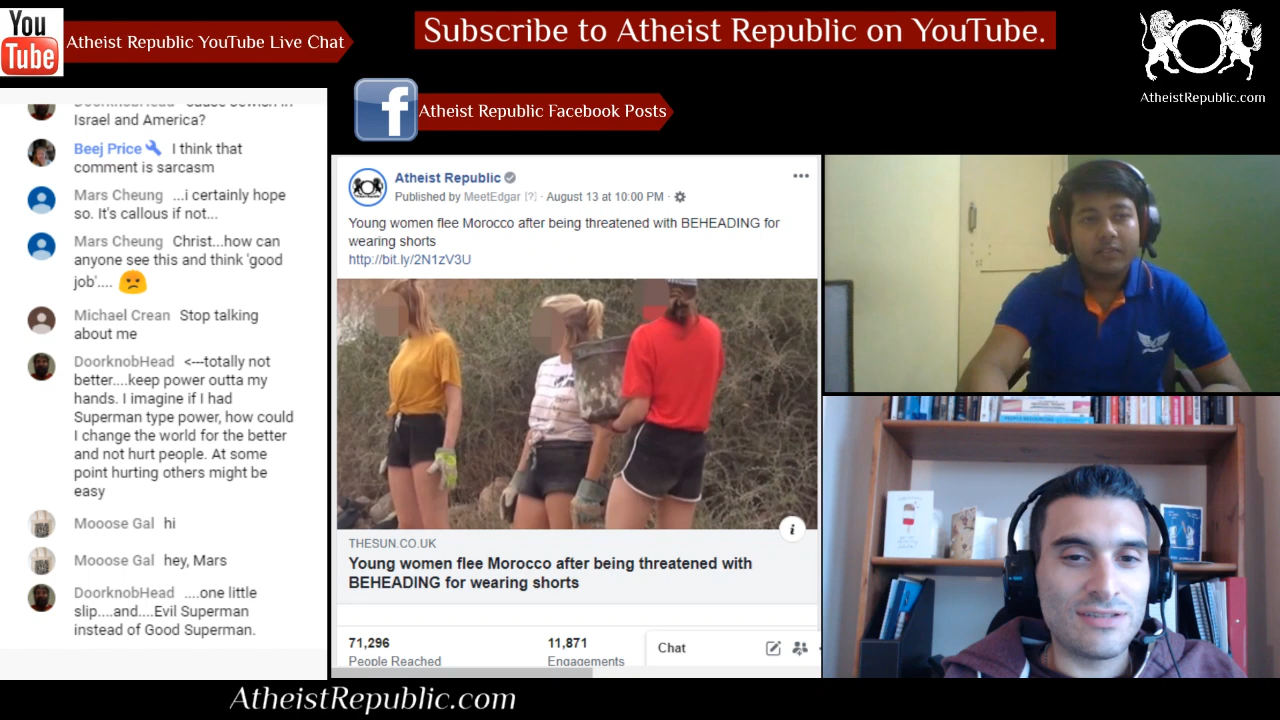 You
Tube
Atheist Republic YouTube Live Chat
Subscribe to Atheist Republic on YouTube.
AtheistRepublic.com
Atheist Republic Facebook Posts
Israel and America?
Beej Price I think that
comment is sarcasm
Mars Cheung ...i certainly hope
so. It's callous if not...
Mars Cheung Christ...how can
anyone see this and think 'good
job'....
Michael Crean Stop talking
about me
DoorknobHead <---totally not
better....keep power outta my
hands. I imagine if I had
Superman type power, how could
I change the world for the better
and not hurt people. At some
point hurting others might be
easy
Mooose Gal hi
Mooose Gal hey, Mars
DoorknobHead ....one little
slip....and....Evil Superman
instead of Good Superman.
Atheist Republic
Published by MeetEdgar [?] · August 13 at 10:00 PM ·
Young women flee Morocco after being threatened with BEHEADING for
wearing shorts
http://bit.ly/2N1zV3U
THESUN.CO.UK
Young women flee Morocco after being threatened with
BEHEADING for wearing shorts
71,296
People Reached
11,871
Engagements
Chat
AtheistRepublic.com